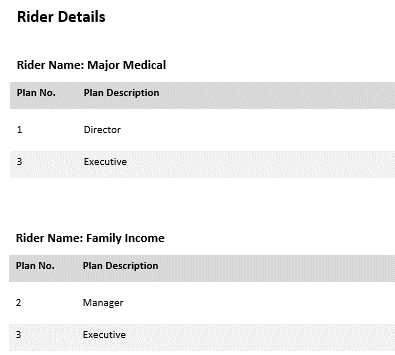 Rider Details
Rider Name: Major Medical
Plan No. Plan Description
1 Director
3 Executive
Rider Name: Family Income
Plan No. Plan Description
2 Manager
3 Executive